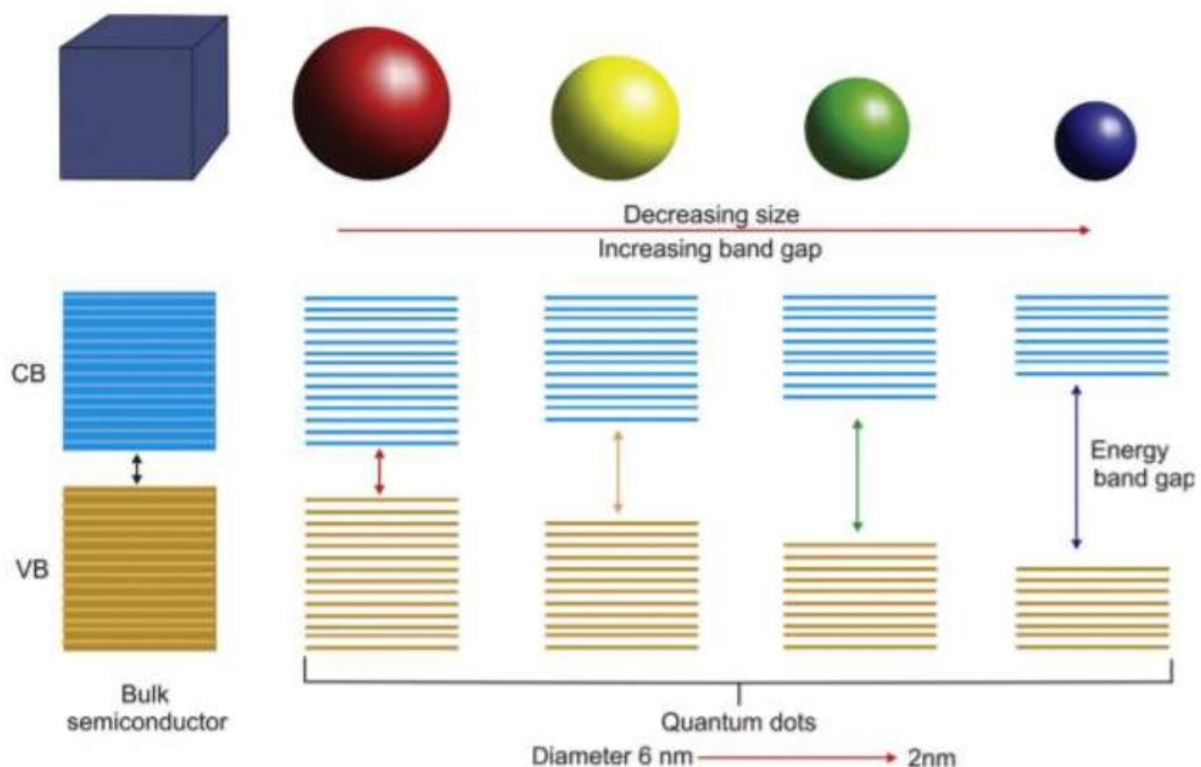 Decreasing size
Increasing band gap
CB
Energy
band gap
VB
Bulk
semiconductor
Quantum dots
Diameter 6 nm
2nm